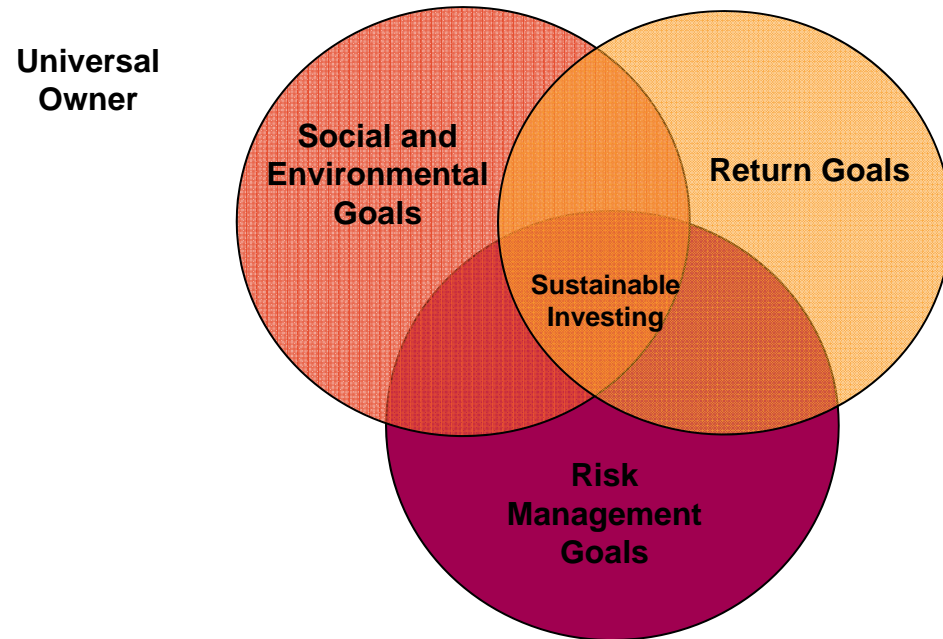 Universal
Owner
Social and
Environmental
Goals
Return Goals
Sustainable
Investing
Risk
Management
Goals